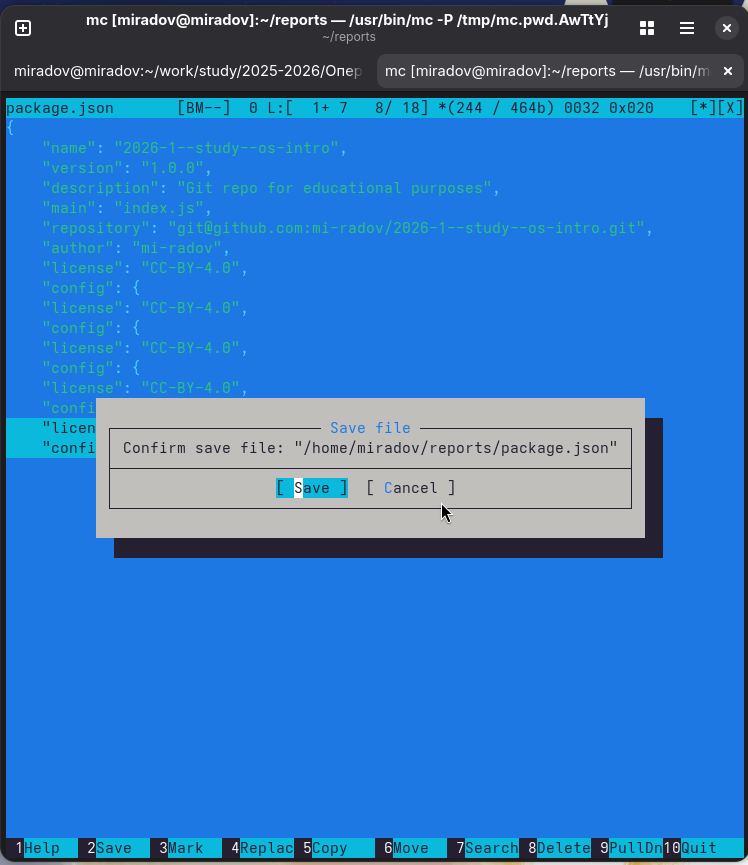 mc [miradov@miradov]:~/reports — /usr/bin/mc -P /tmp/mc.pwd.AwTtYj
~/reports
miradov@miradov:~/work/study/2025-2026/Опер
mc [miradov@miradov]:~/reports — /usr/bin/m
package.json [BM--] 0 L:[ 1+ 7 8/ 18] *(244 / 464b) 0032 0x020 [*][X]
{
"name": "2026-1--study--os-intro",
"version": "1.0.0",
"description": "Git repo for educational purposes",
"main": "index.js",
"repository": "git@github.com:mi-radov/2026-1--study--os-intro.git",
"author": "mi-radov",
"license": "CC-BY-4.0",
"config": {
"license": "CC-BY-4.0",
"config": {
"license": "CC-BY-4.0",
"config": {
"license": "CC-BY-4.0",
"confi
"licen
"confi
Save file
Confirm save file: "/home/miradov/reports/package.json"
[ Save ] [ Cancel ]
1Help 2Save 3Mark 4Replac 5Copy 6Move 7Search 8Delete 9PullDn 10Quit